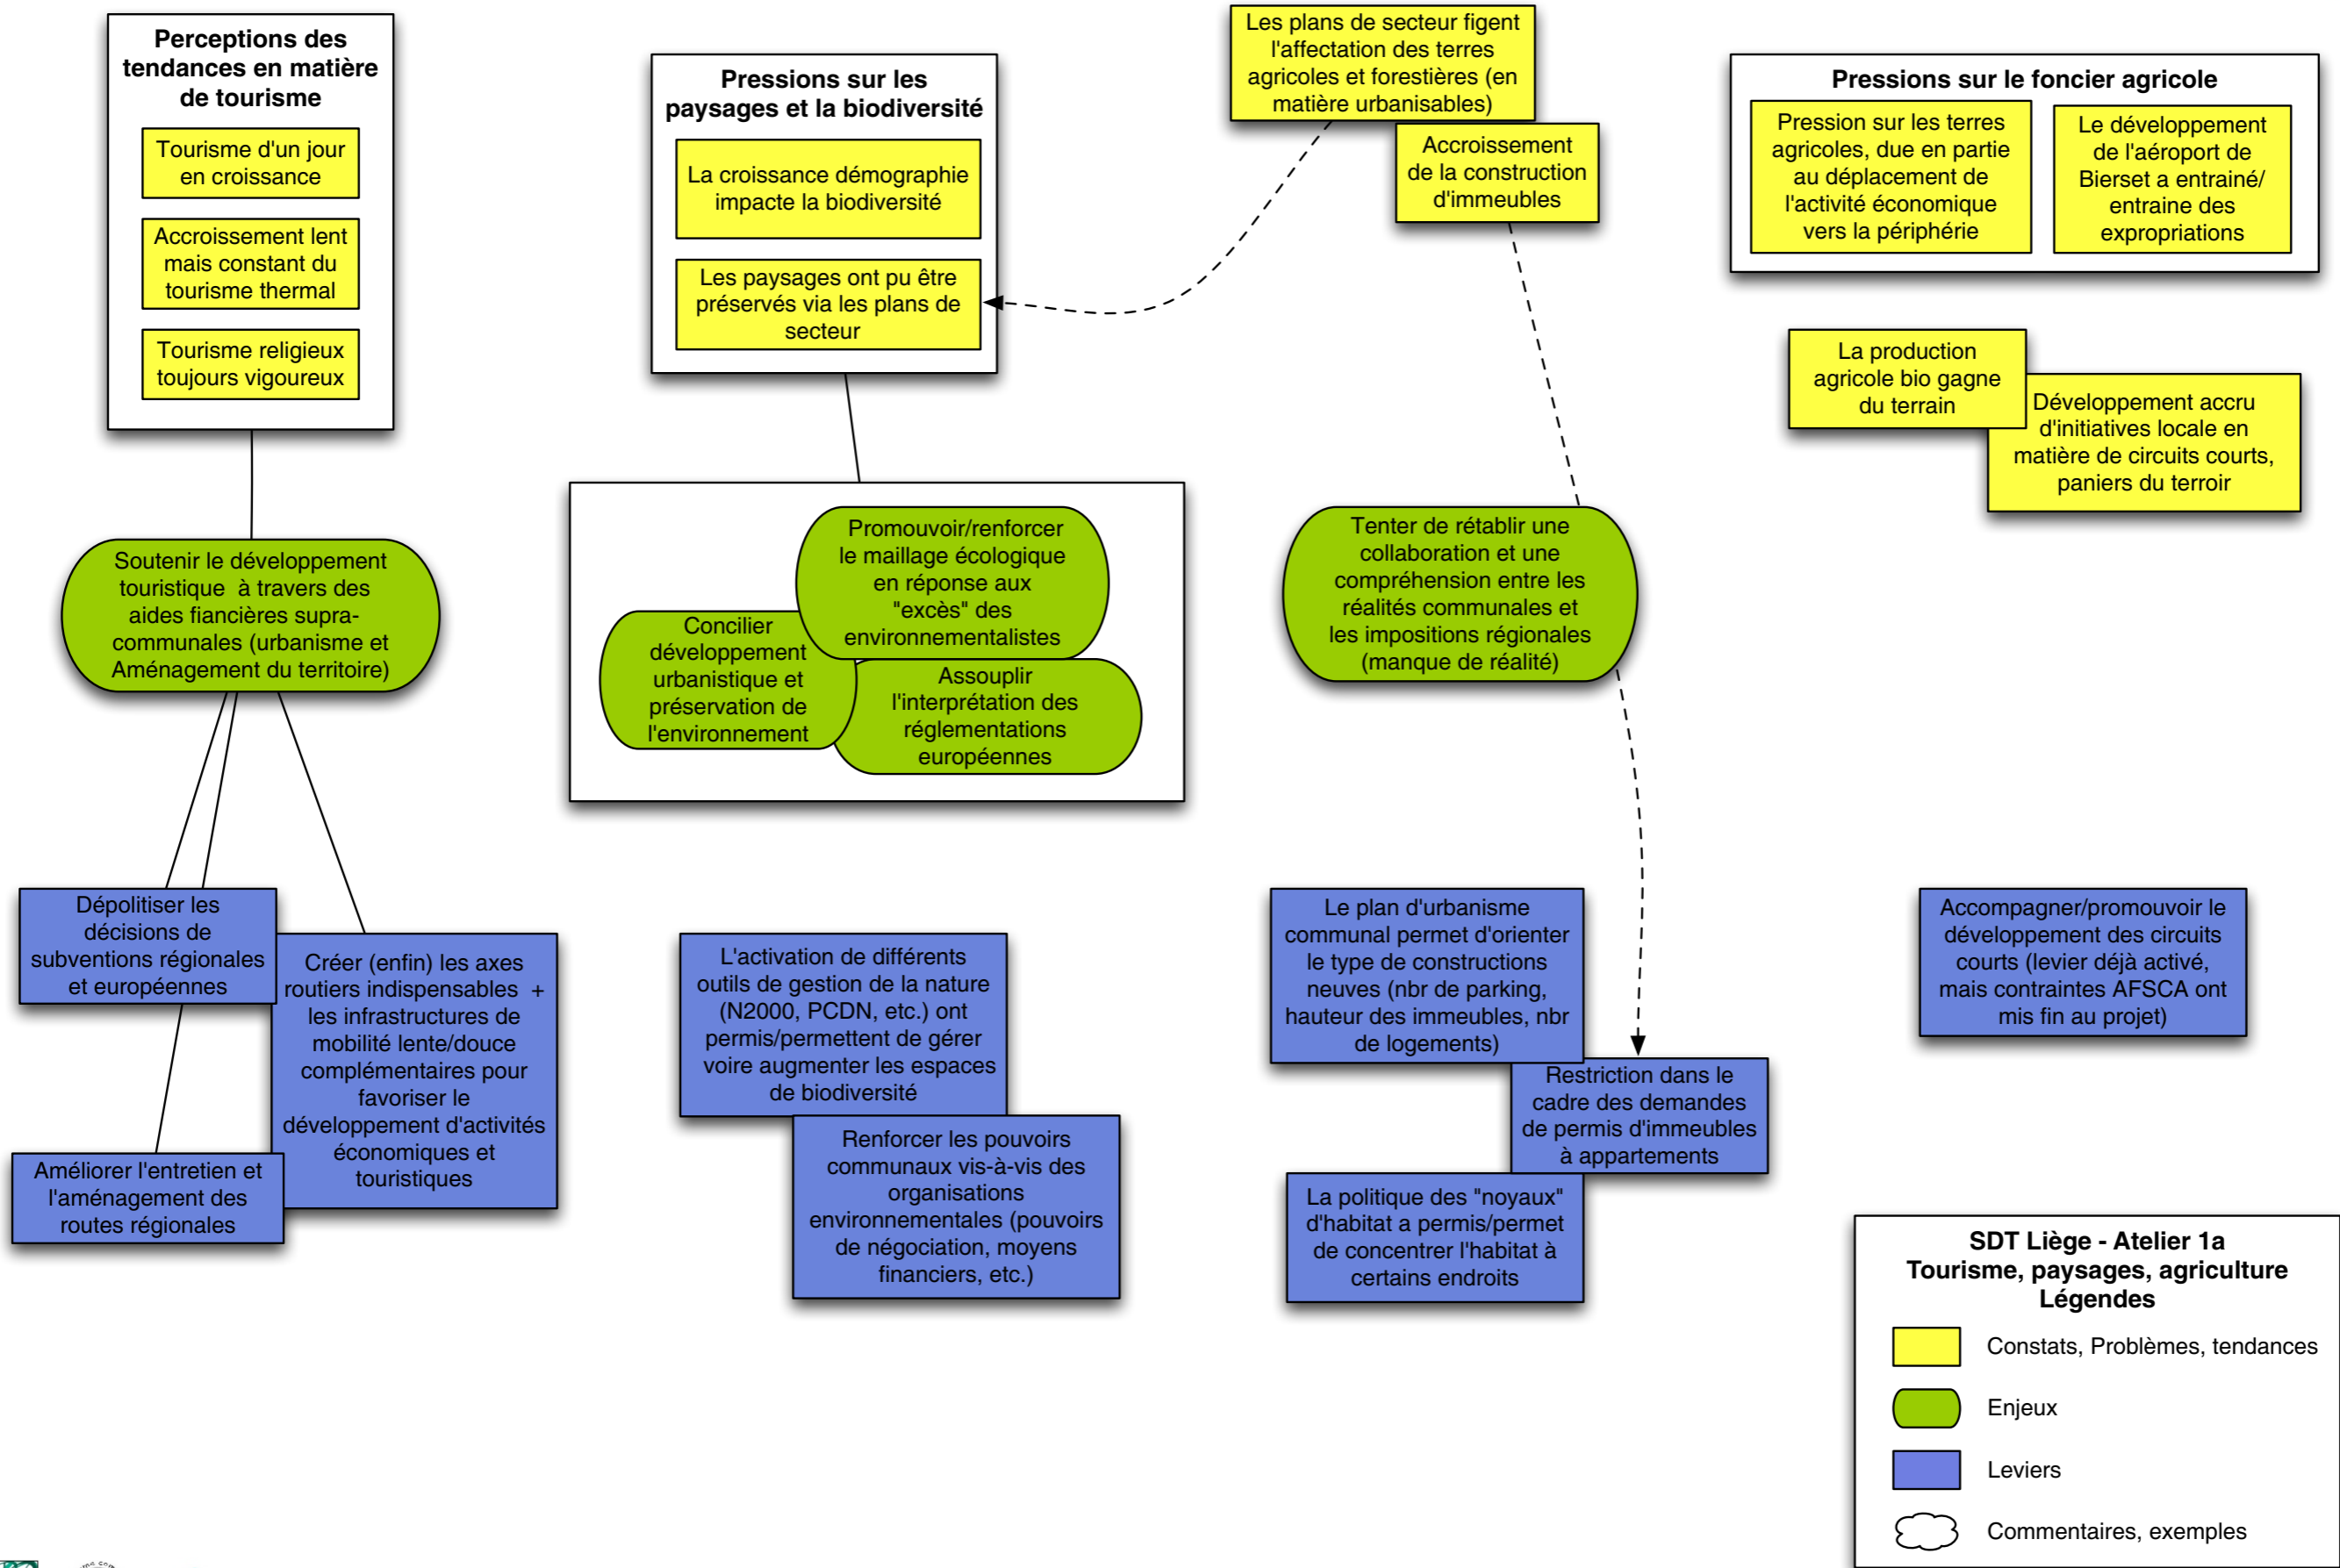 Perceptions des
tendances en matière
de tourisme
Tourisme d'un jour
en croissance
Accroissement lent
mais constant du
tourisme thermal
Tourisme religieux
toujours vigoureux
Pressions sur les
paysages et la biodiversité
La croissance démographie
impacte la biodiversité
Les paysages ont pu être
préservés via les plans de
secteur
Les plans de secteur figent
l'affectation des terres
agricoles et forestières (en
matière urbanisables)
Accroissement
de la construction
d'immeubles
Pressions sur le foncier agricole
Pression sur les terres
agricoles, due en partie
au déplacement de
l'activité économique
vers la périphérie
Le développement
de l'aéroport de
Bierset a entrainé/
entraine des
expropriations
La production
agricole bio gagne
du terrain
Développement accru
d'initiatives locale en
matière de circuits courts,
paniers du terroir
Soutenir le développement
touristique à travers des
aides fiancières supra-
communales (urbanisme et
Aménagement du territoire)
Promouvoir/renforcer
le maillage écologique
en réponse aux
"excès" des
environnementalistes
Concilier
développement
urbanistique et
préservation de
l'environnement
Assouplir
l'interprétation des
réglementations
européennes
Tenter de rétablir une
collaboration et une
compréhension entre les
réalités communales et
les impositions régionales
(manque de réalité)
Dépolitiser les
décisions de
subventions régionales
et européennes
Créer (enfin) les axes
routiers indispensables +
les infrastructures de
mobilité lente/douce
complémentaires pour
favoriser le
développement d'activités
économiques et
touristiques
Améliorer l'entretien et
l'aménagement des
routes régionales
L'activation de différents
outils de gestion de la nature
(N2000, PCDN, etc.) ont
permis/permettent de gérer
voire augmenter les espaces
de biodiversité
Renforcer les pouvoirs
communaux vis-à-vis des
organisations
environnementales (pouvoirs
de négociation, moyens
financiers, etc.)
Le plan d'urbanisme
communal permet d'orienter
le type de constructions
neuves (nbr de parking,
hauteur des immeubles, nbr
de logements)
Restriction dans le
cadre des demandes
de permis d'immeubles
à appartements
La politique des "noyaux"
d'habitat a permis/permet
de concentrer l'habitat à
certains endroits
Accompagner/promouvoir le
développement des circuits
courts (levier déjà activé,
mais contraintes AFSCA ont
mis fin au projet)
SDT Liège - Atelier 1a
Tourisme, paysages, agriculture
Légendes
Constats, Problèmes, tendances
Enjeux
Leviers
Commentaires, exemples